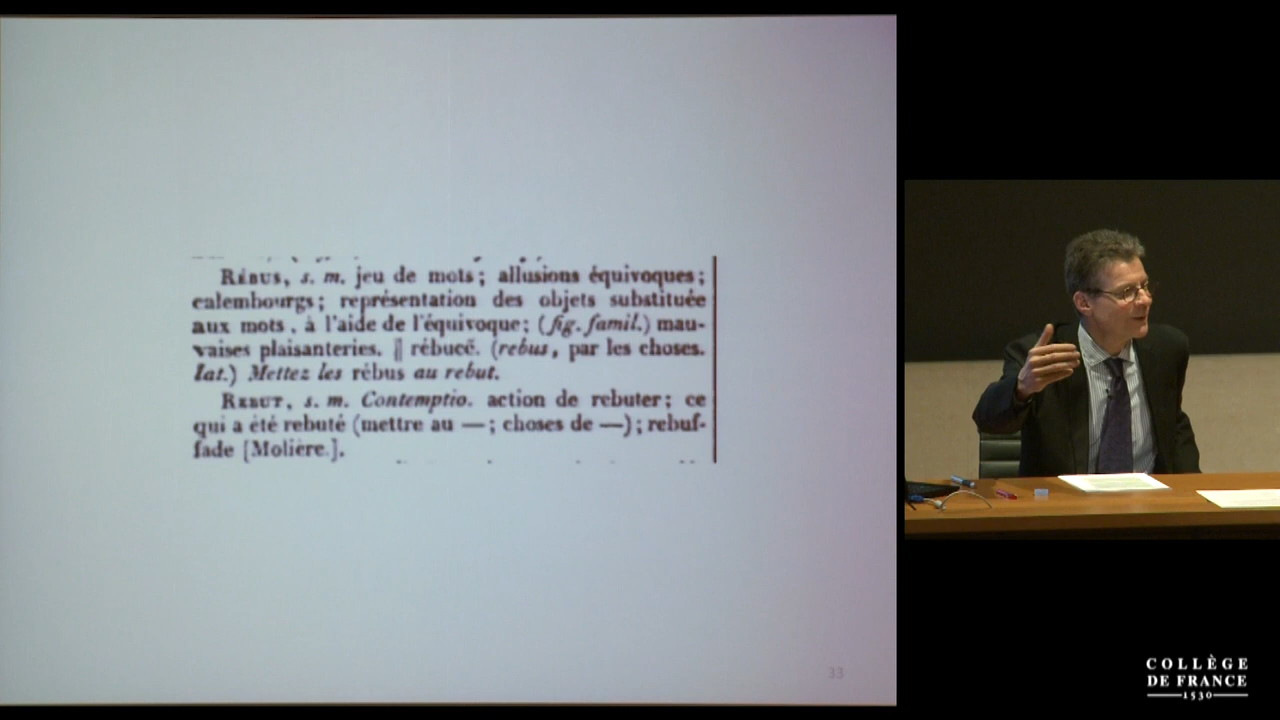 RÉBUS, s. m. jeu de mots; allusions équivoques;
calembourgs; représentation des objets substituée
aux mots, à l'aide de l'équivoque; (fig. famil.) mau-
vaises plaisanteries. || rébucé. (rebus, par les choses.
lat.) Mettez les rébus au rebut.
REBUT, s. m. Contemptio. action de rebuter; ce
qui a été rebuté (mettre au —; choses de —); rebuf-
fade [Molière.].
33
COLLÈGE
DE FRANCE
1530